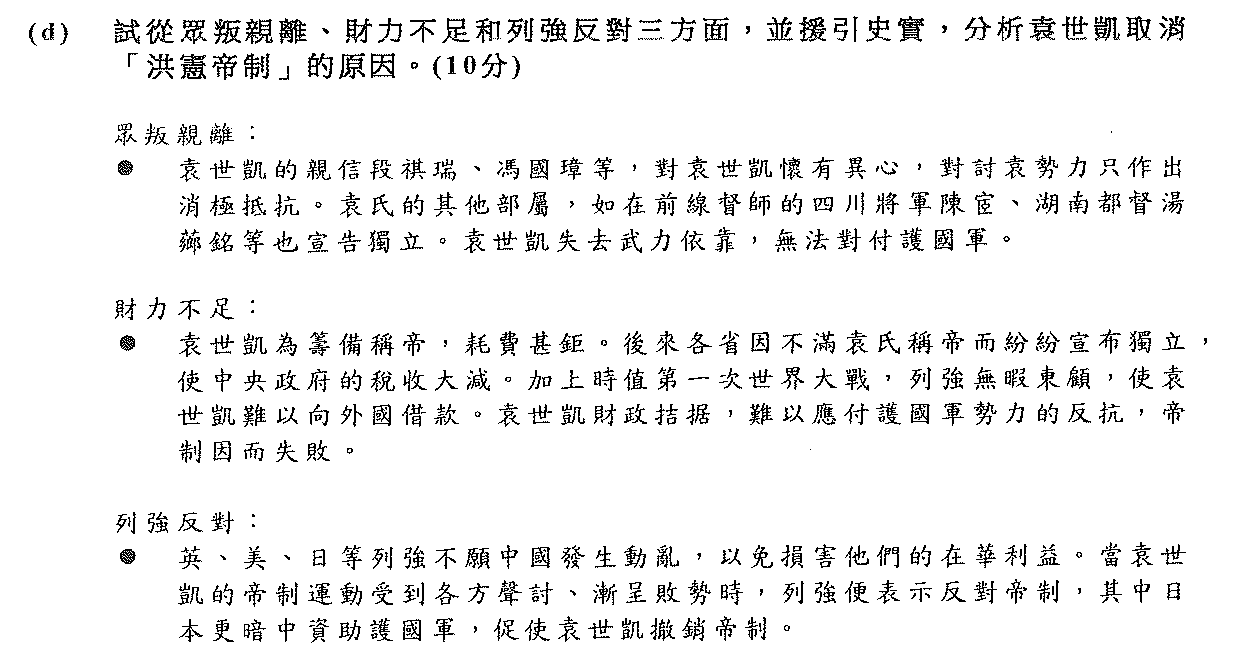 (d) 試從眾叛親離、財力不足和列強反對三方面，並援引史實，分析袁世凱取消
「洪憲帝制」的原因。(10分)
眾叛親離：
● 袁世凱的親信段祺瑞、馮國璋等，對袁世凱懷有異心，對討袁勢力只作出
消極抵抗。袁氏的其他部屬，如在前線督師的四川將軍陳宦、湖南都督湯
薌銘等也宣告獨立。袁世凱失去武力依靠，無法對付護國軍。
財力不足：
● 袁世凱為籌備稱帝，耗費甚鉅。後來各省因不滿袁氏稱帝而紛紛宣布獨立，
使中央政府的稅收大減。加上時值第一次世界大戰，列強無暇東顧，使袁
世凱難以向外國借款。袁世凱財政拮据，難以應付護國軍勢力的反抗，帝
制因而失敗。
列強反對：
● 英、美、日等列強不願中國發生動亂，以免損害他們的在華利益。當袁世
凱的帝制運動受到各方聲討、漸呈敗勢時，列強便表示反對帝制，其中日
本更暗中資助護國軍，促使袁世凱撤銷帝制。